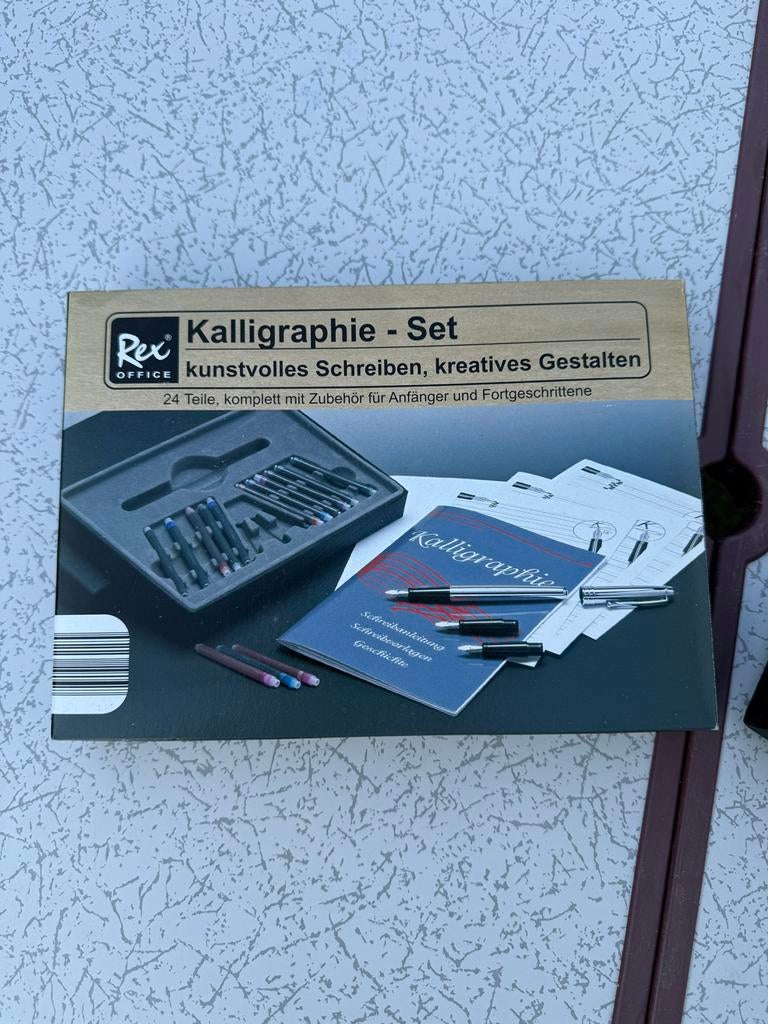 Rex®
OFFICE
Kalligraphie - Set
kunstvolles Schreiben, kreatives Gestalten
24 Teile, komplett mit Zubehör für Anfänger und Fortgeschrittene
Kalligraphie
Schreibanleitung
Schreibvorlagen
Geschichte